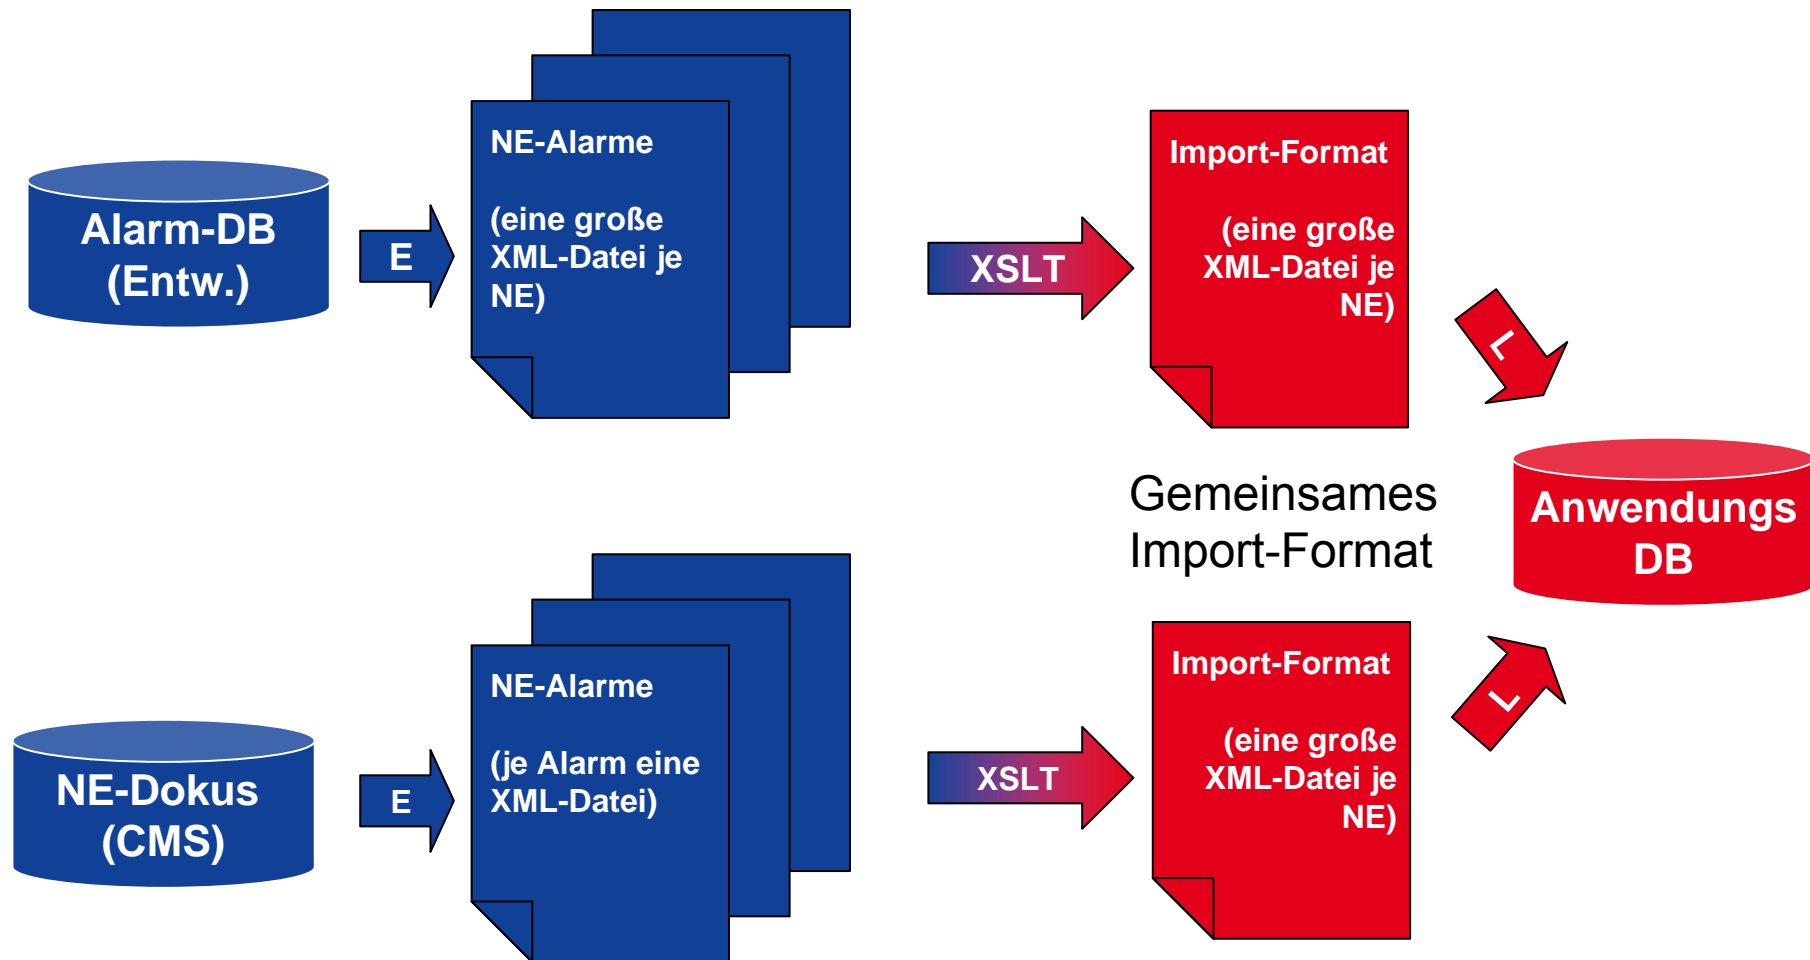 Alarm-DB
(Entw.)
E
NE-Alarme
(eine große
XML-Datei je
NE)
XSLT
Import-Format
(eine große
XML-Datei je
NE)
L
Gemeinsames
Import-Format
Anwendungs
DB
NE-Dokus
(CMS)
E
NE-Alarme
(je Alarm eine
XML-Datei)
XSLT
Import-Format
(eine große
XML-Datei je
NE)
L